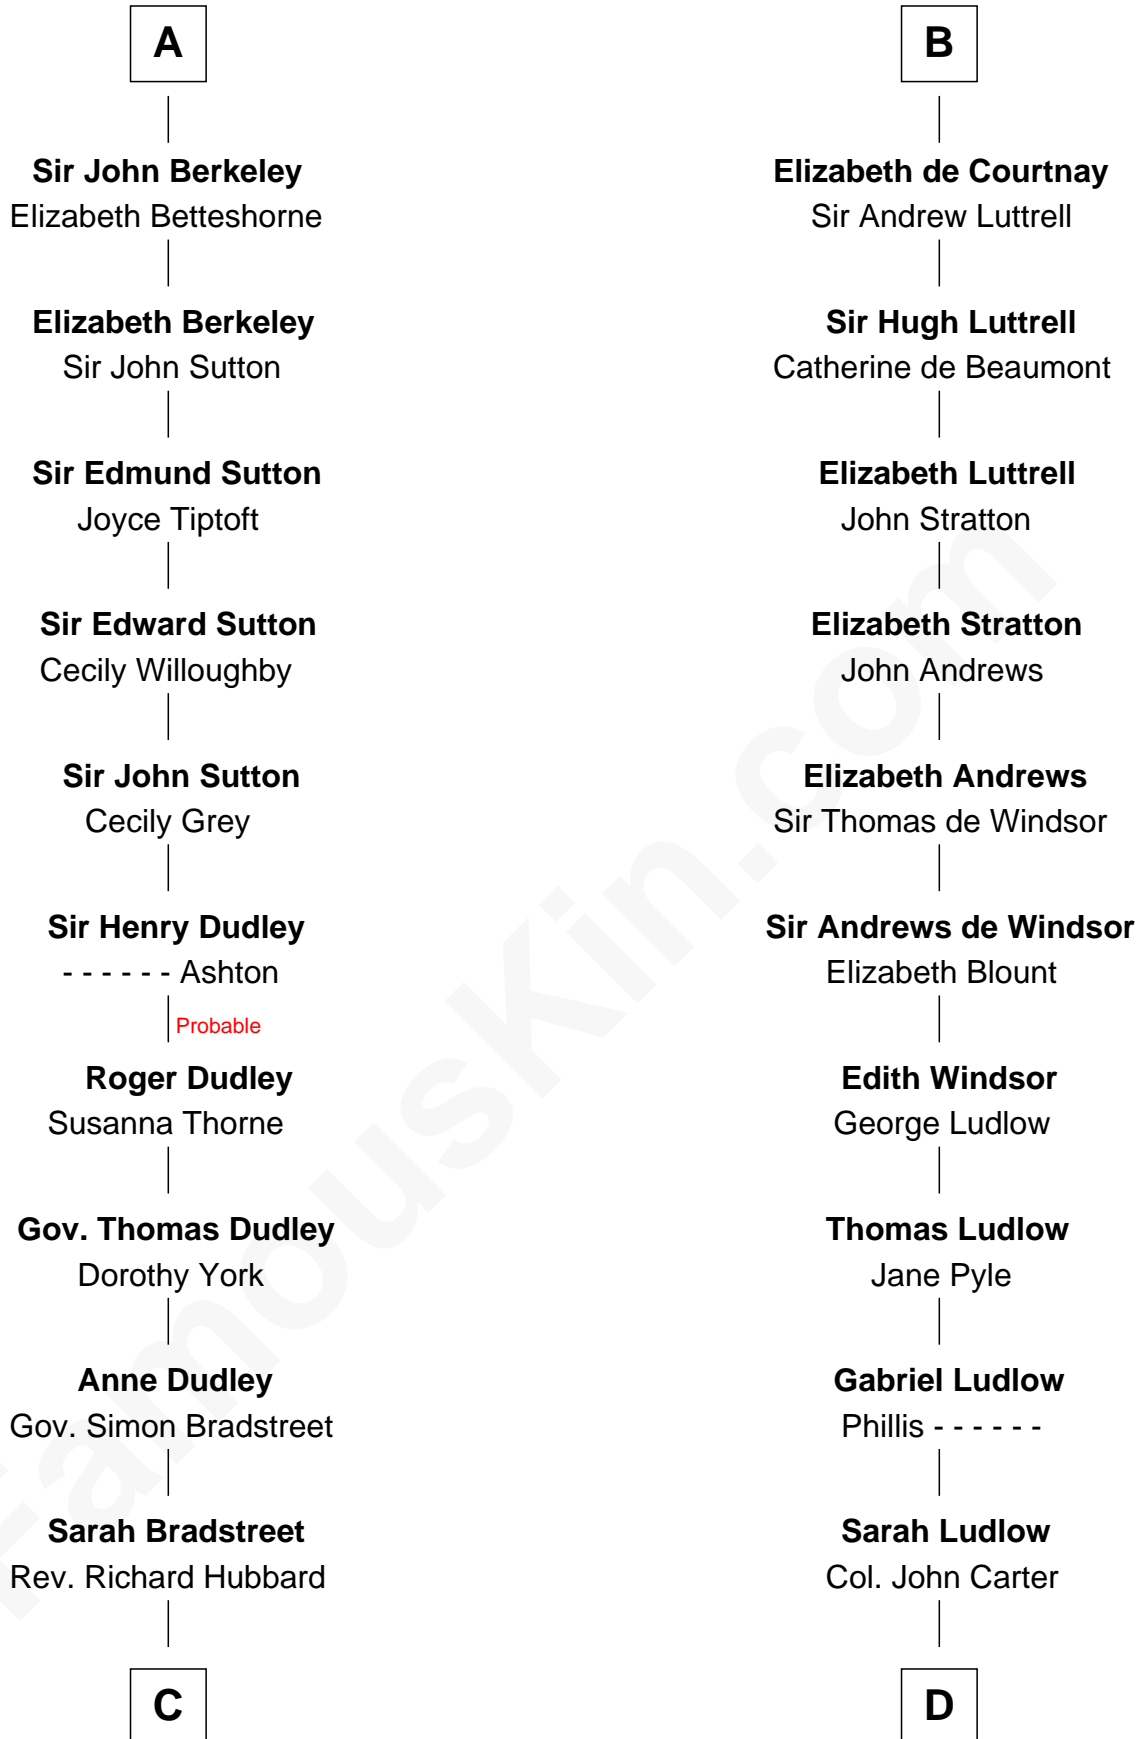 A
Sir John Berkeley
Elizabeth Betteshorne
Elizabeth Berkeley
Sir John Sutton
Sir Edmund Sutton
Joyce Tiptoft
Sir Edward Sutton
Cecily Willoughby
Sir John Sutton
Cecily Grey
Sir Henry Dudley
- - - - - - Ashton
Probable
Roger Dudley
Susanna Thorne
Gov. Thomas Dudley
Dorothy York
Anne Dudley
Gov. Simon Bradstreet
Sarah Bradstreet
Rev. Richard Hubbard
C
B
Elizabeth de Courtnay
Sir Andrew Luttrell
Sir Hugh Luttrell
Catherine de Beaumont
Elizabeth Luttrell
John Stratton
Elizabeth Stratton
John Andrews
Elizabeth Andrews
Sir Thomas de Windsor
Sir Andrews de Windsor
Elizabeth Blount
Edith Windsor
George Ludlow
Thomas Ludlow
Jane Pyle
Gabriel Ludlow
Phillis - - - - - -
Sarah Ludlow
Col. John Carter
D
FamousKin.com